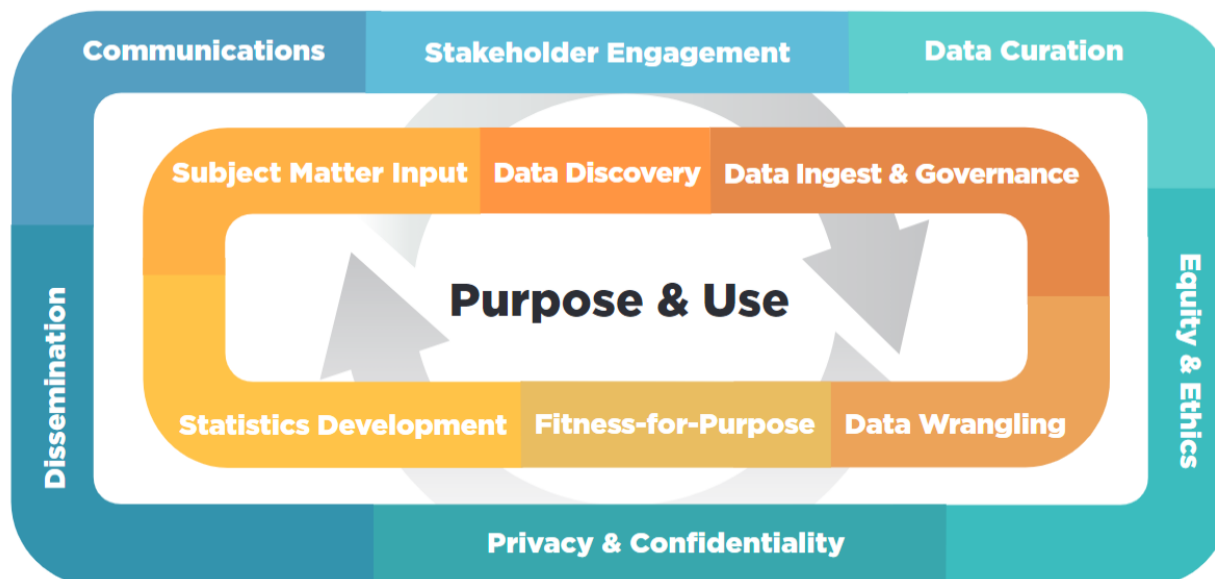 Communications
Stakeholder Engagement
Data Curation
Subject Matter Input
Data Discovery
Data Ingest & Governance
Purpose & Use
Dissemination
Equity & Ethics
Statistics Development
Fitness-for-Purpose
Data Wrangling
Privacy & Confidentiality